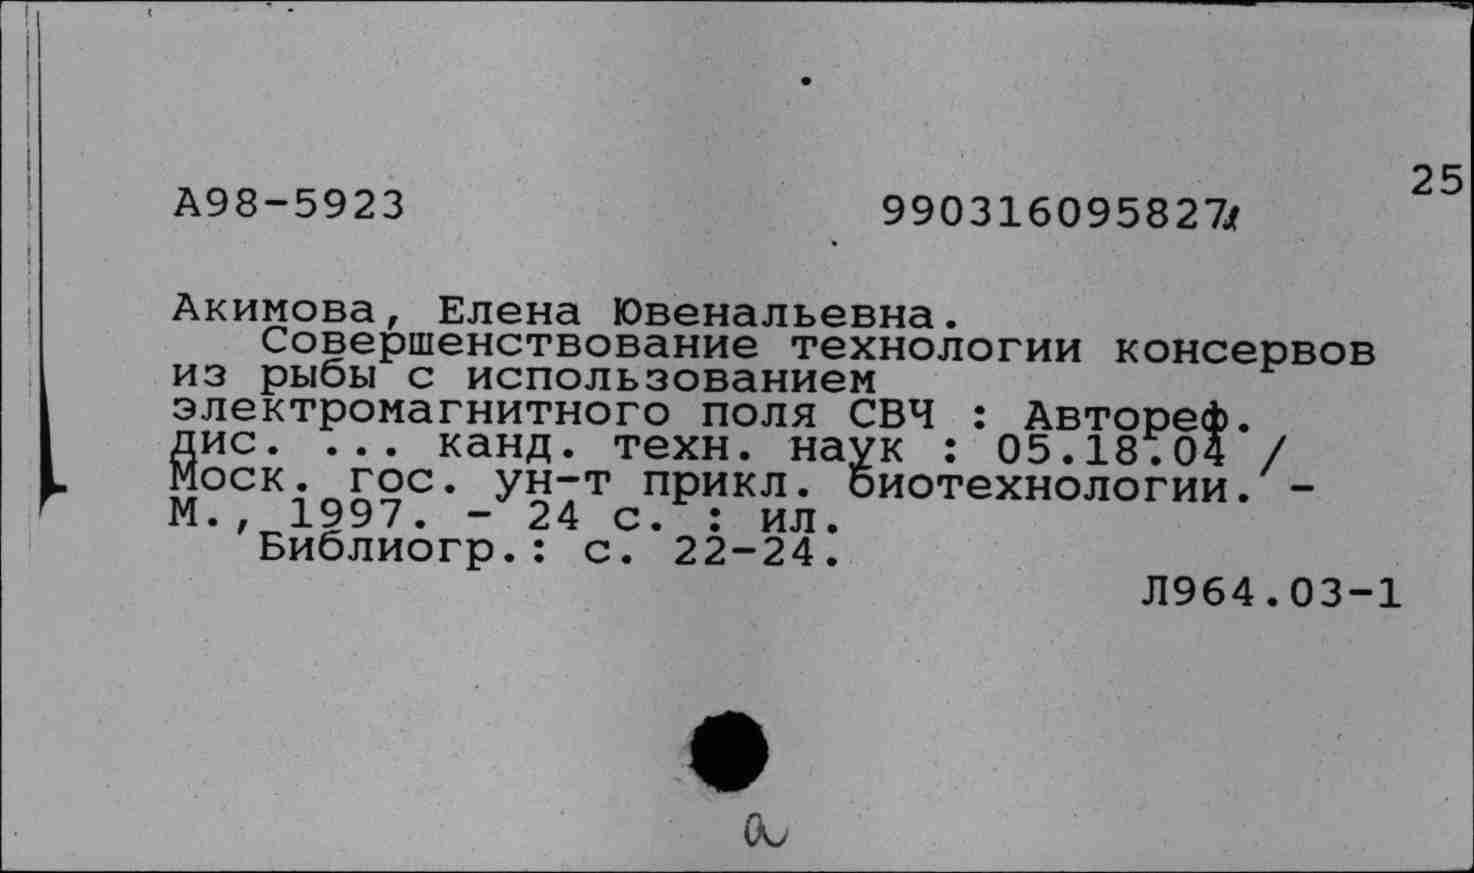 25
А98-5923 990316095827
Акимова, Елена Ювенальевна.
Совершенствование технологии консервов
из рыбы с использованием
электромагнитного поля СВЧ : Автореф.
дис. ... канд. техн. наук : 05.18.04 /
Моск. гос. ун-т прикл. биотехнологии. -
М., 1997. - 24 с. : ил.
Библиогр.: с. 22-24.
Л964.03-1